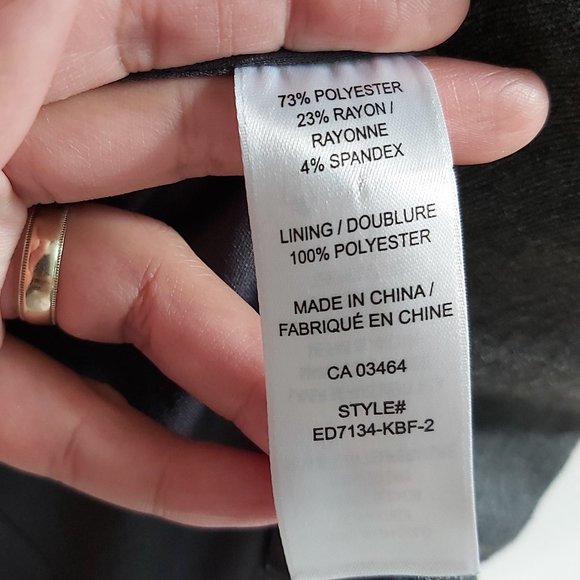 73% POLYESTER
23% RAYON /
RAYONNE
4% SPANDEX
LINING / DOUBLURE
100% POLYESTER
MADE IN CHINA /
FABRIQUÉ EN CHINE
CA 03464
STYLE#
ED7134-KBF-2